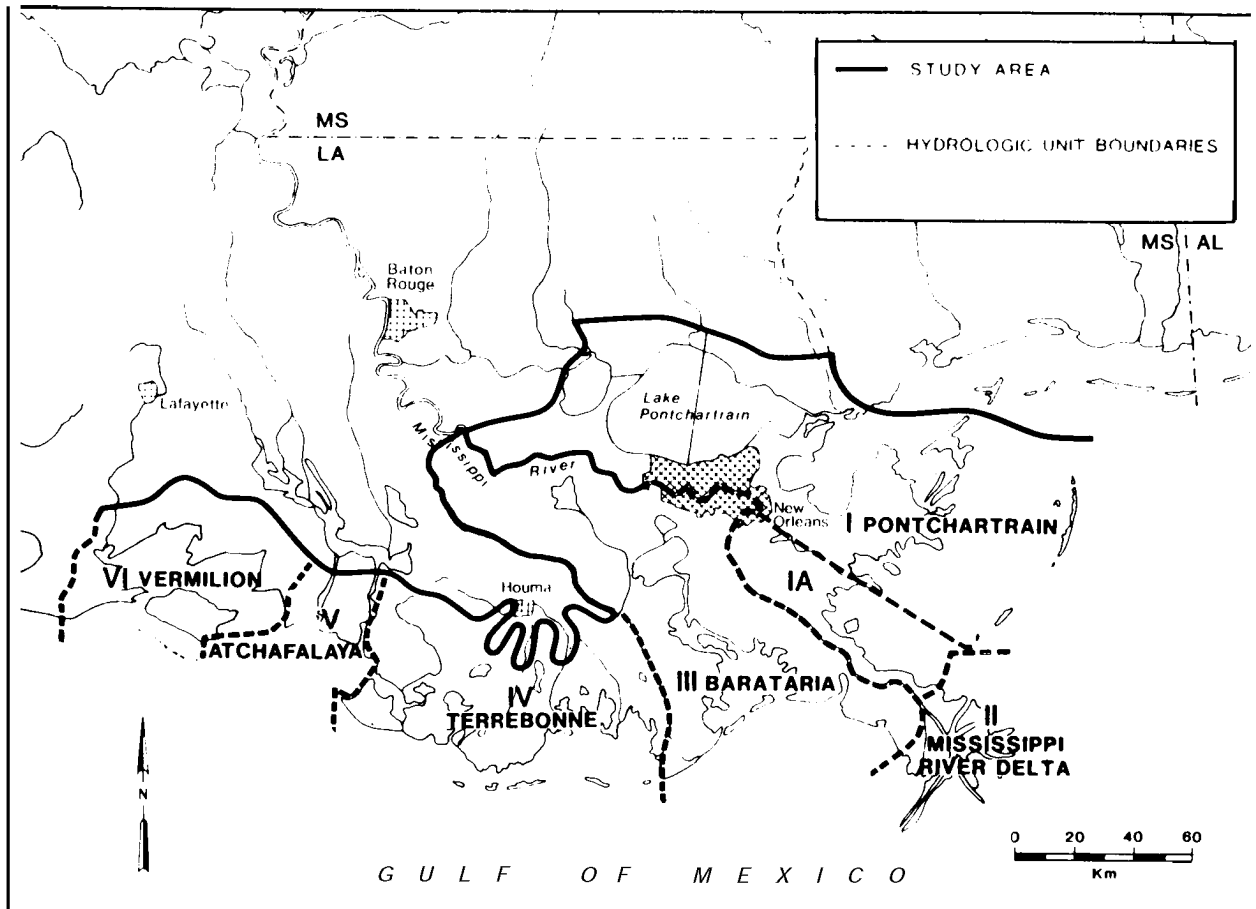 STUDY AREA
HYDROLOGIC UNIT BOUNDARIES
MS
LA
MS AL
Baton
Rouge
Lafayette
Lake
Pontchartrain
Mississippi
River
New
Orleans
I PONTCHARTRAIN
IA
VI VERMILION
V
ATCHAFALAYA
Houma
IV
TERREBONNE
III BARATARIA
II
MISSISSIPPI
RIVER DELTA
N
0 20 40 60
Km
GULF OF MEXICO